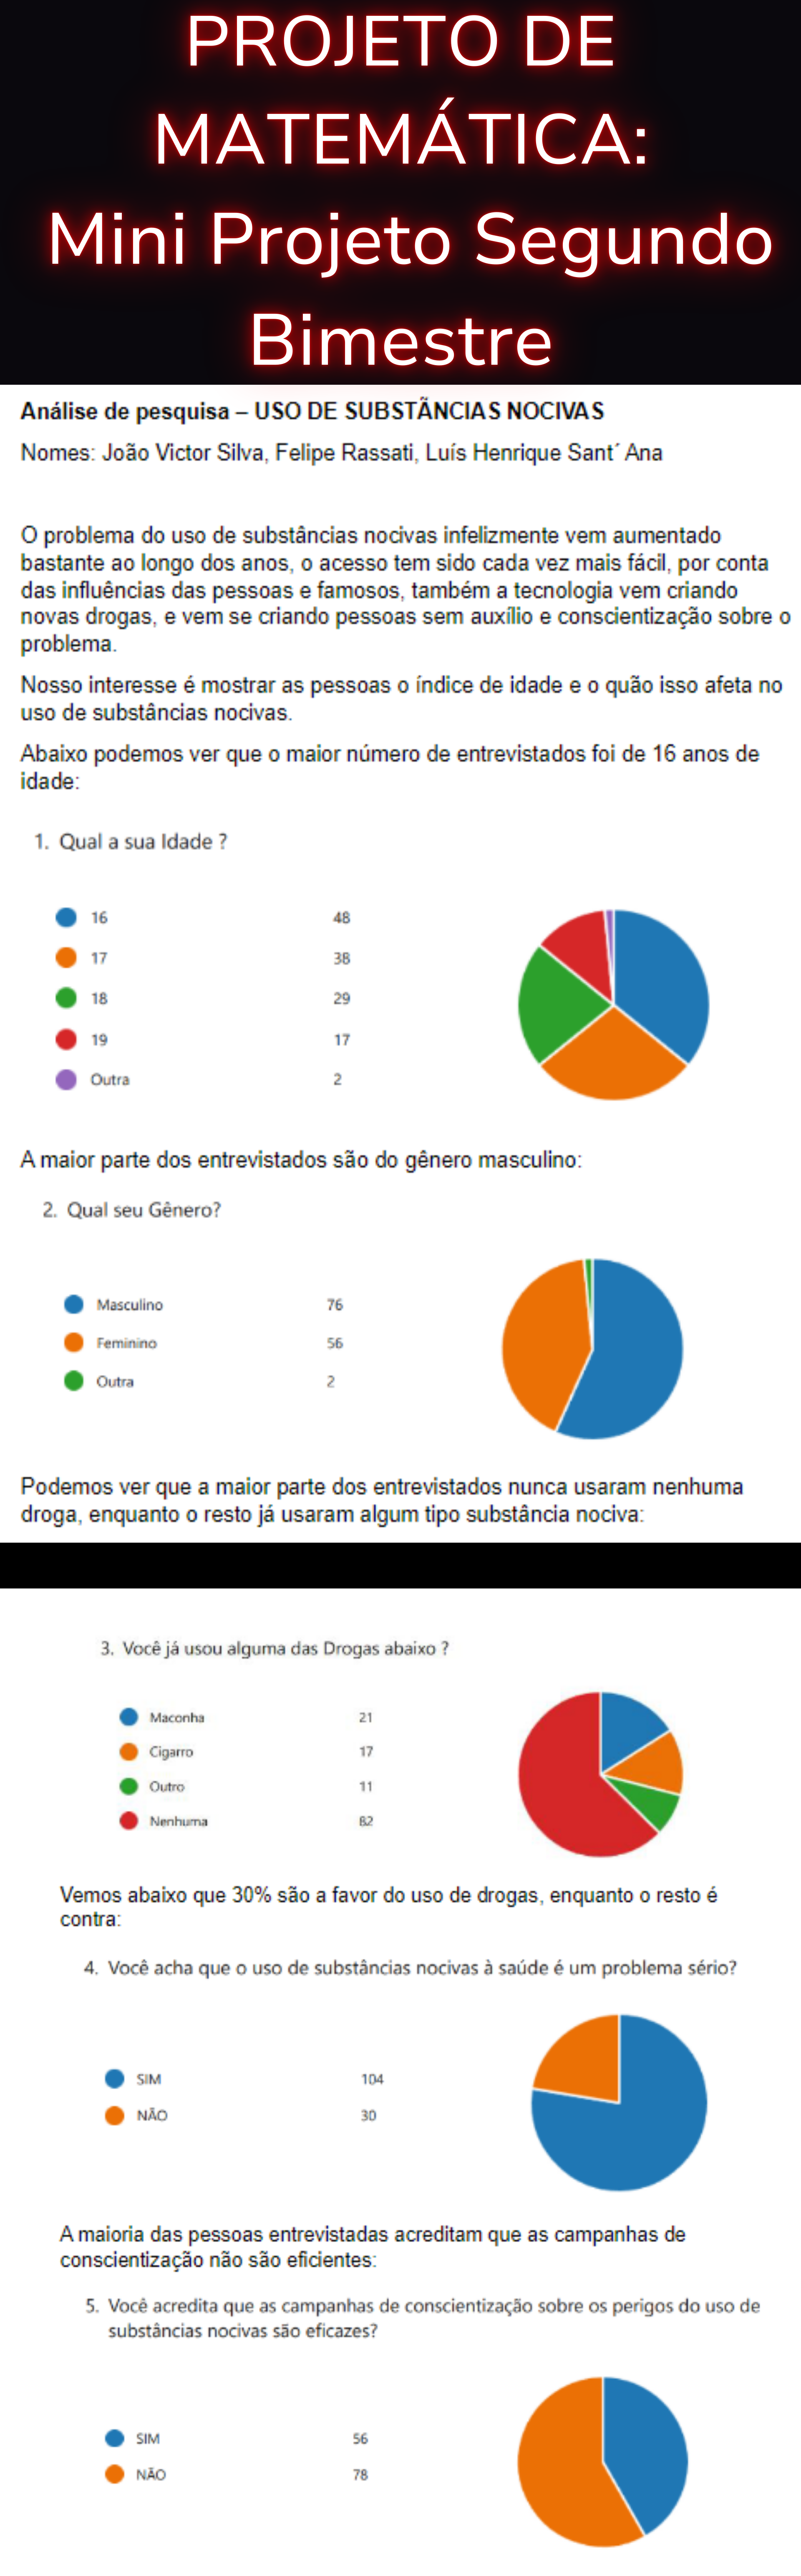 PROJETO DE
MATEMÁTICA:
Mini Projeto Segundo
Bimestre
Análise de pesquisa – USO DE SUBSTÃNCIAS NOCIVAS
Nomes: João Victor Silva, Felipe Rassati, Luís Henrique Sant´ Ana
O problema do uso de substâncias nocivas infelizmente vem aumentado
bastante ao longo dos anos, o acesso tem sido cada vez mais fácil, por conta
das influências das pessoas e famosos, também a tecnologia vem criando
novas drogas, e vem se criando pessoas sem auxílio e conscientização sobre o
problema.
Nosso interesse é mostrar as pessoas o índice de idade e o quão isso afeta no
uso de substâncias nocivas.
Abaixo podemos ver que o maior número de entrevistados foi de 16 anos de
idade:
1. Qual a sua Idade ?
16 48
17 38
18 29
19 17
Outra 2
A maior parte dos entrevistados são do gênero masculino:
2. Qual seu Gênero?
Masculino 76
Feminino 56
Outra 2
Podemos ver que a maior parte dos entrevistados nunca usaram nenhuma
droga, enquanto o resto já usaram algum tipo substância nociva:
3. Você já usou alguma das Drogas abaixo ?
Maconha 21
Cigarro 17
Outro 11
Nenhuma 82
Vemos abaixo que 30% são a favor do uso de drogas, enquanto o resto é
contra:
4. Você acha que o uso de substâncias nocivas à saúde é um problema sério?
SIM 104
NÃO 30
A maioria das pessoas entrevistadas acreditam que as campanhas de
conscientização não são eficientes:
5. Você acredita que as campanhas de conscientização sobre os perigos do uso de
substâncias nocivas são eficazes?
SIM 56
NÃO 78